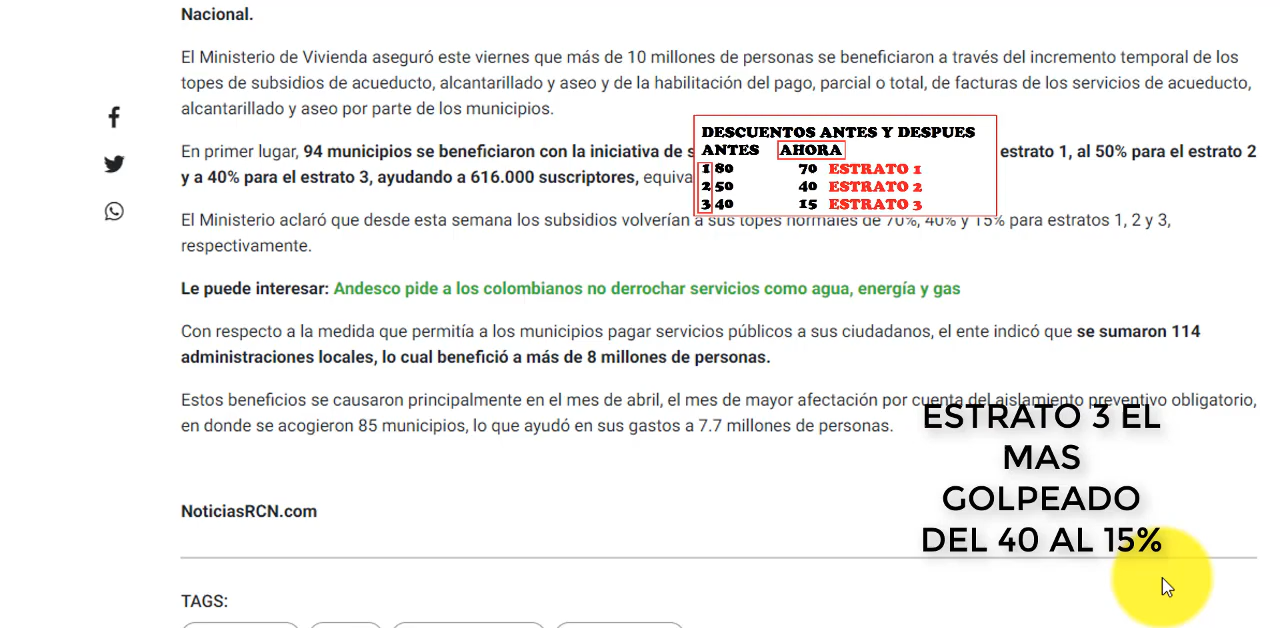 Nacional.
El Ministerio de Vivienda aseguró este viernes que más de 10 millones de personas se beneficiaron a través del incremento temporal de los
topes de subsidios de acueducto, alcantarillado y aseo y de la habilitación del pago, parcial o total, de facturas de los servicios de acueducto,
alcantarillado y aseo por parte de los municipios.
En primer lugar, 94 municipios se beneficiaron con la iniciativa de estrato 1, al 50% para el estrato 2
y a 40% para el estrato 3, ayudando a 616.000 suscriptores,
DESCUENTOS ANTES Y DESPUES
ANTES AHORA
1 80 70 ESTRATO 1
2 50 40 ESTRATO 2
3 40 15 ESTRATO 3
El Ministerio aclaró que desde esta semana los subsidios volverían a sus topes normales de 70%, 40% y 15% para estratos 1, 2 y 3,
respectivamente.
Le puede interesar: Andesco pide a los colombianos no derrochar servicios como agua, energía y gas
Con respecto a la medida que permitía a los municipios pagar servicios públicos a sus ciudadanos, el ente indicó que se sumaron 114
administraciones locales, lo cual benefició a más de 8 millones de personas.
Estos beneficios se causaron principalmente en el mes de abril, el mes de mayor afectación por cuenta del aislamiento preventivo obligatorio,
en donde se acogieron 85 municipios, lo que ayudó en sus gastos a 7.7 millones de personas.
ESTRATO 3 EL
MAS
GOLPEADO
DEL 40 AL 15%
NoticiasRCN.com
TAGS: